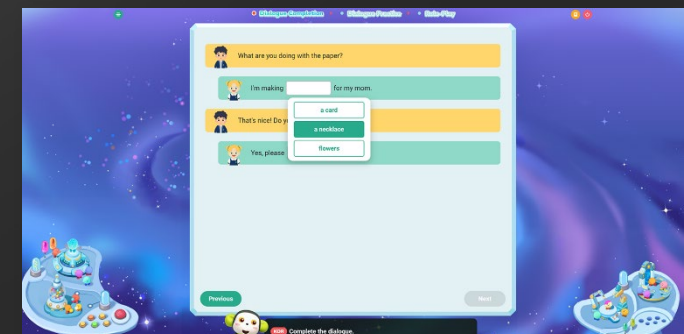 Dialogue Completion Dialogue Practice Role-Play
What are you doing with the paper?
I'm making for my mom.
a card
a necklace
flowers
That's nice! Do
Yes, please
Previous
Next
Complete the dialogue.